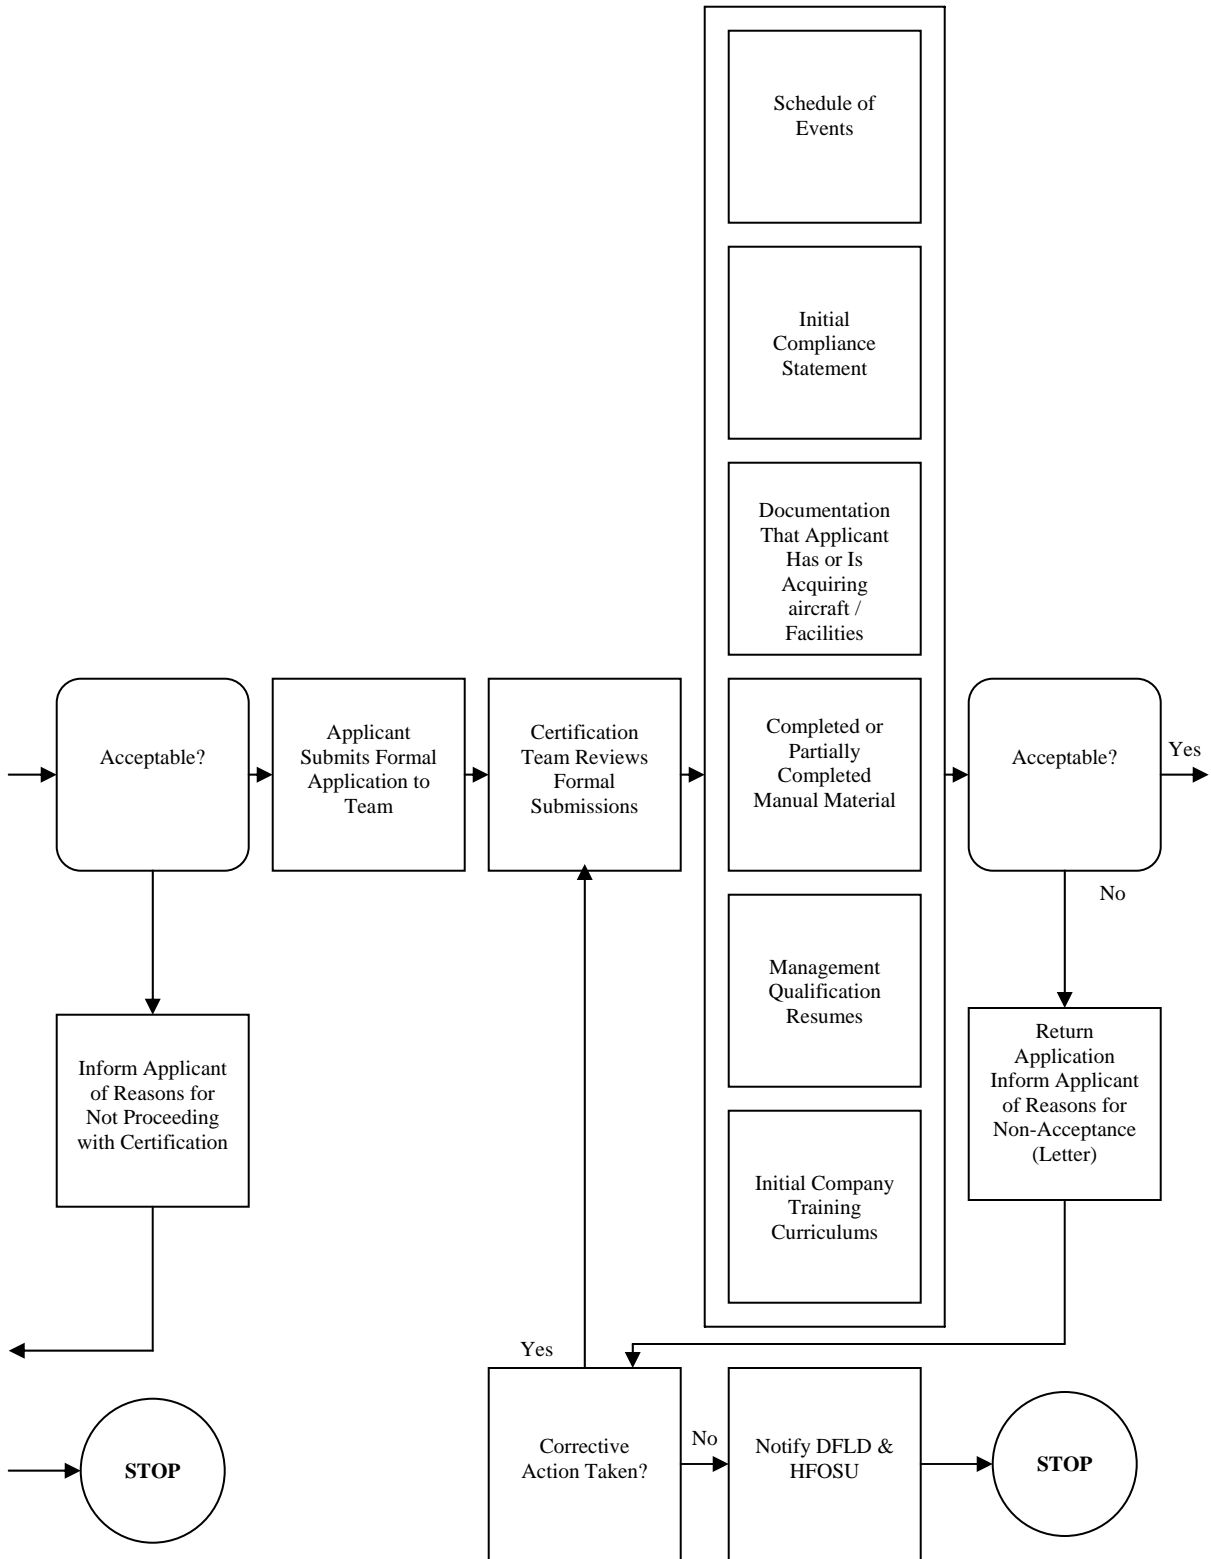 Schedule of
Events
Initial
Compliance
Statement
Documentation
That Applicant
Has or Is
Acquiring
aircraft /
Facilities
Acceptable?
Applicant
Submits Formal
Application to
Team
Certification
Team Reviews
Formal
Submissions
Completed or
Partially
Completed
Manual Material
Acceptable?
Yes
No
Management
Qualification
Resumes
Inform Applicant
of Reasons for
Not Proceeding
with Certification
Return
Application
Inform Applicant
of Reasons for
Non-Acceptance
(Letter)
Initial Company
Training
Curriculums
Yes
STOP
Corrective
Action Taken?
No
Notify DFLD &
HFOSU
STOP